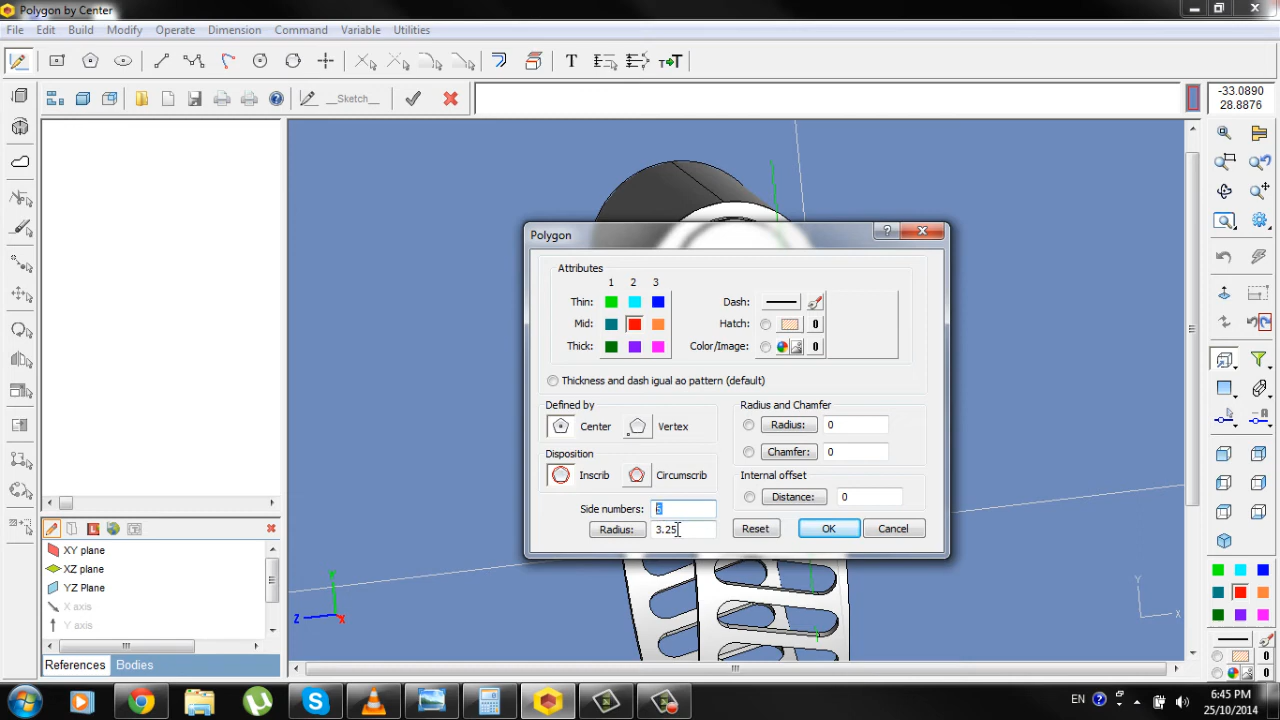 Polygon by Center
File Edit Build Modify Operate Dimension Command Variable Utilities
T T T
__Sketch__
-33.0890
28.8876
Polygon
?
Attributes
1 2 3
Thin:
Mid:
Thick:
Dash:
Hatch: 0
Color/Image: 0
Thickness and dash igual ao pattern (default)
Defined by
Center Vertex
Radius and Chamfer
Radius: 0
Chamfer: 0
Disposition
Inscrib Circumscrib
Internal offset
Distance: 0
Side numbers: 5
Radius: 3.25
Reset OK Cancel
XY plane
XZ plane
YZ Plane
X axis
Y axis
References Bodies
Y
Z X
Y
X
0
0
EN
6:45 PM
25/10/2014